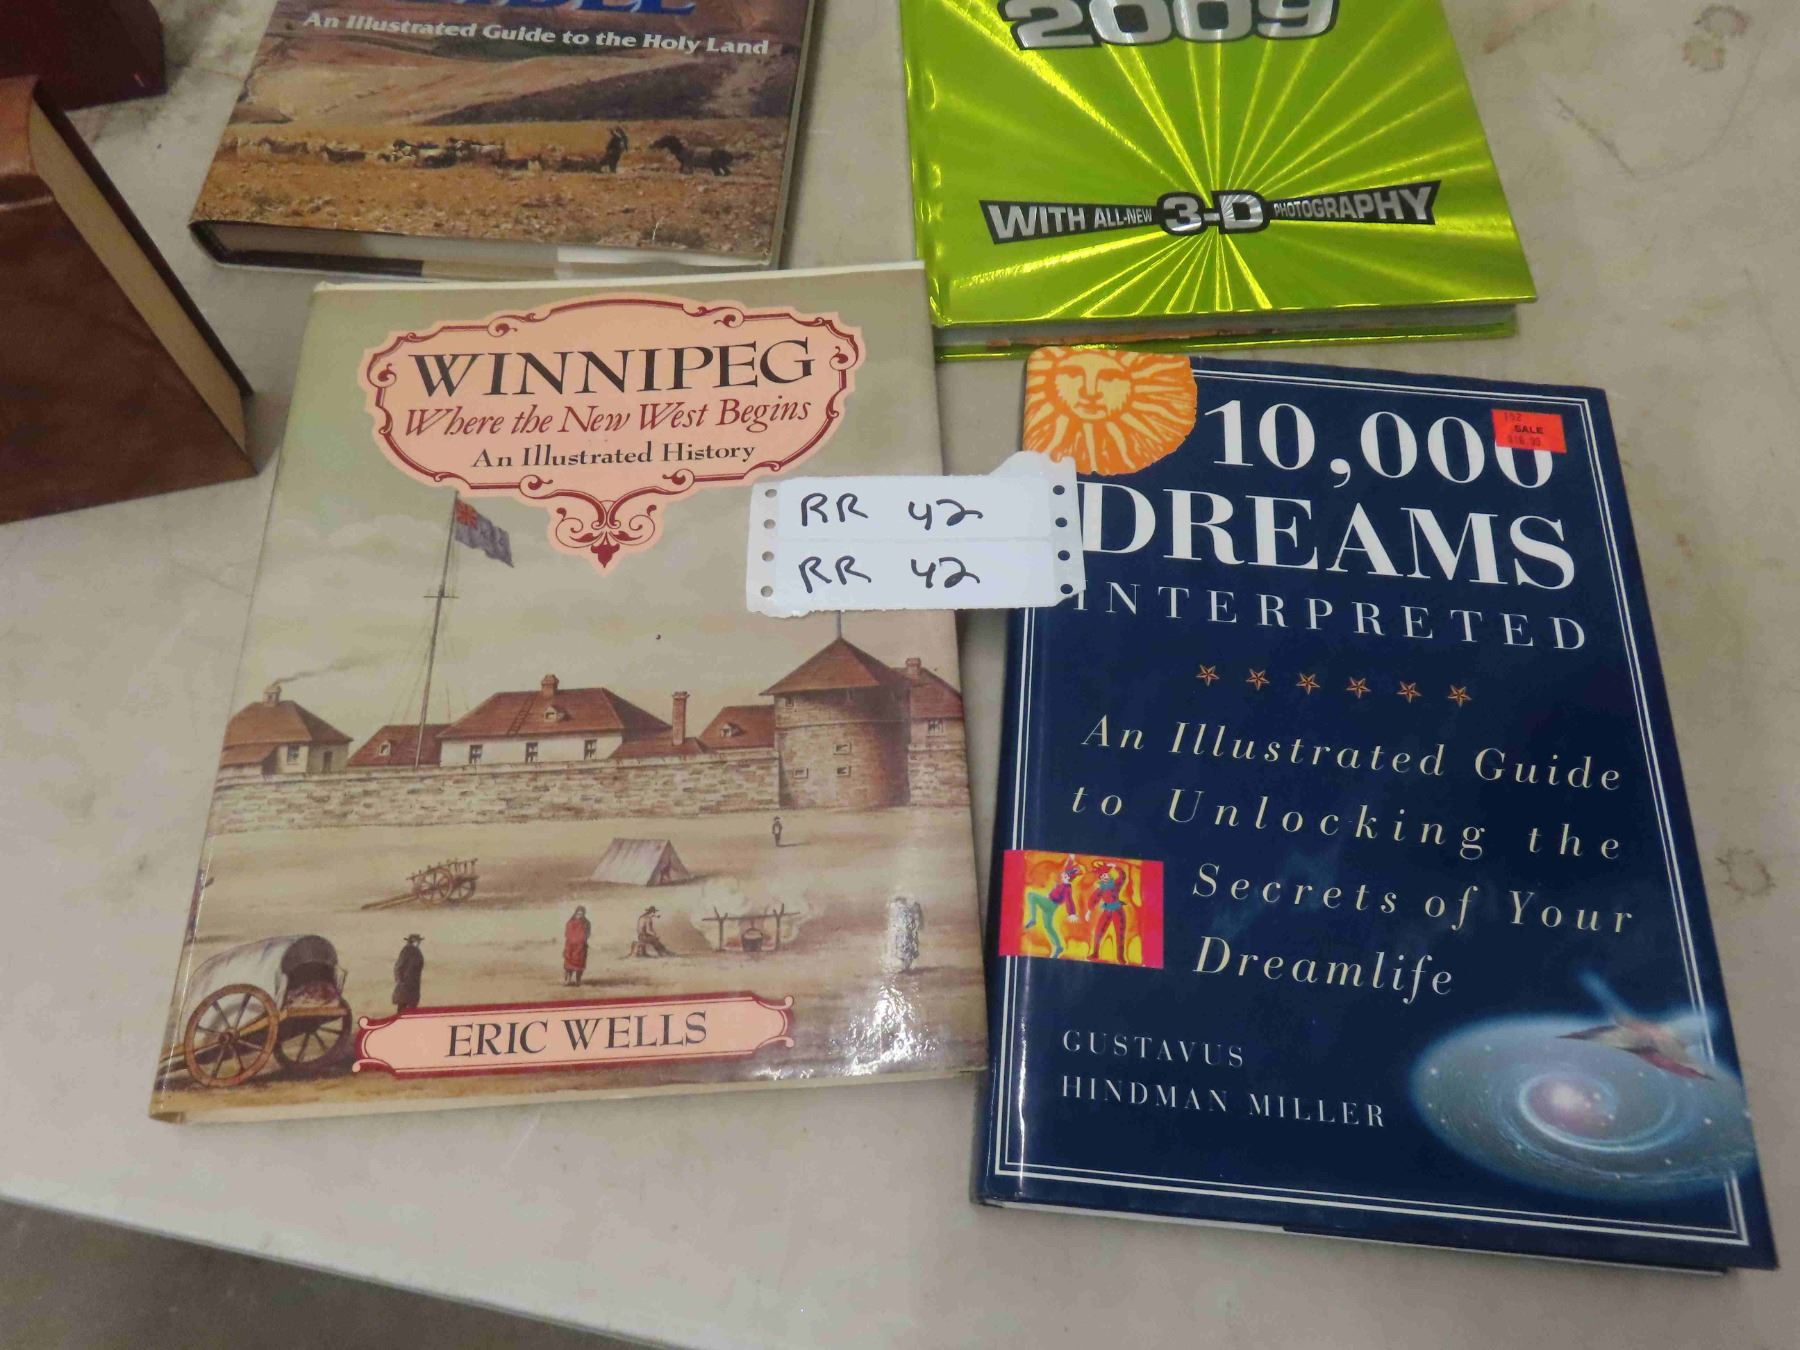 An Illustrated Guide to the Holy Land
2009
WITH ALL-NEW 3-D PHOTOGRAPHY
WINNIPEG
Where the New West Begins
An Illustrated History
ERIC WELLS
RR 42
RR 42
10,000
DREAMS
INTERPRETED
152
SALE
An Illustrated Guide
to Unlocking the
Secrets of Your
Dreamlife
GUSTAVUS
HINDMAN MILLER